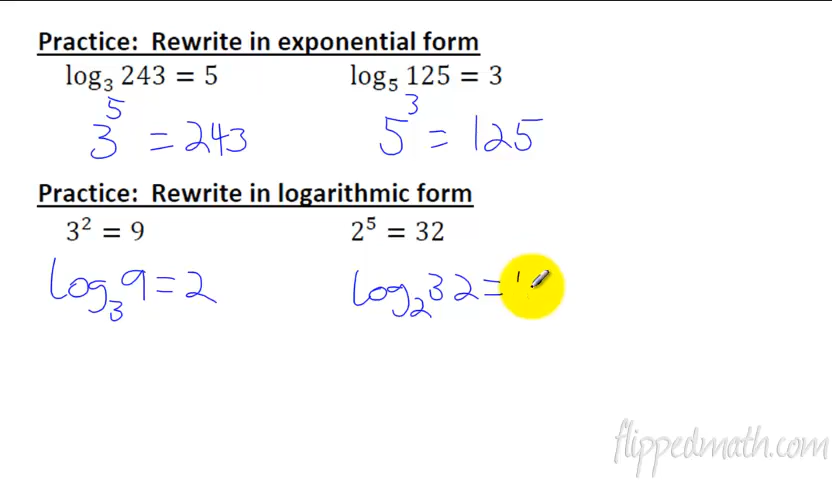 Practice: Rewrite in exponential form
log₃ 243 = 5 log₅ 125 = 3
3⁵ = 243 5³ = 125
Practice: Rewrite in logarithmic form
3² = 9 2⁵ = 32
log₃ 9 = 2 log₂ 32 =
flippedmath.com